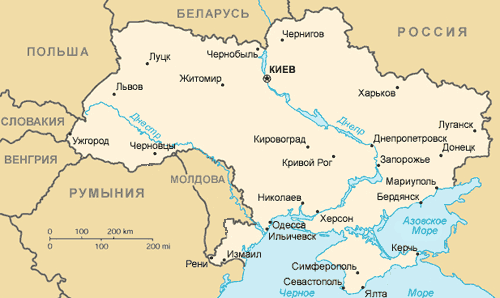 БЕЛАРУСЬ
РОССИЯ
ПОЛЬША
Чернигов
Чернобыль
Луцк
КИЕВ
Житомир
Львов
Харьков
СЛОВАКИЯ
Днестр
Днепр
Луганск
Ужгород
Черновцы
Кировоград
Днепропетровск
Донецк
ВЕНГРИЯ
Кривой Рог
Запорожье
МОЛДОВА
Мариуполь
РУМЫНИЯ
Николаев
Бердянск
Херсон
Одесса
Ильичевск
Азовское
Море
0 100 200 km
0 100 200 mi
Рени
Измаил
Керчь
Симферополь
Севастополь
Ялта
Черное Море